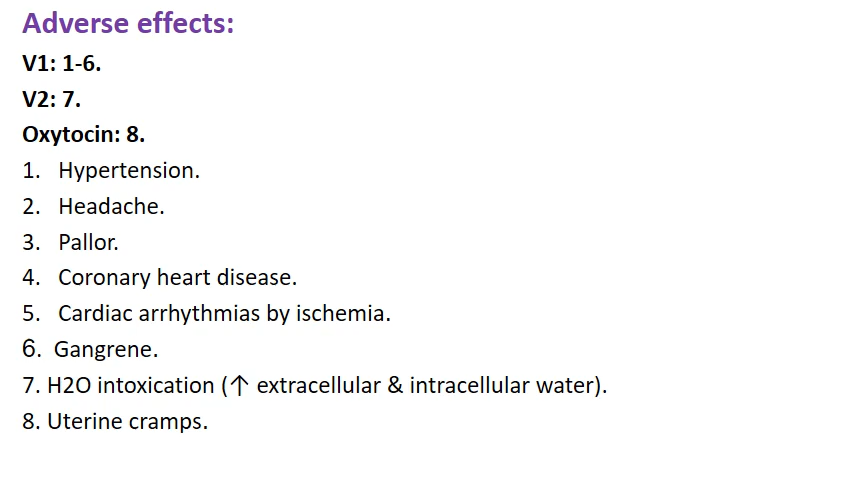 Adverse effects:
V1: 1-6.
V2: 7.
Oxytocin: 8.
1. Hypertension.
2. Headache.
3. Pallor.
4. Coronary heart disease.
5. Cardiac arrhythmias by ischemia.
6. Gangrene.
7. H2O intoxication (↑ extracellular & intracellular water).
8. Uterine cramps.